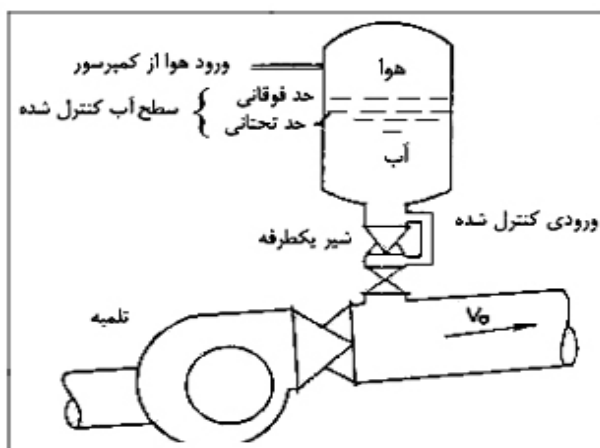 هوا
ورود هوا از کمپرسور
حد فوقانی
سطح آب کنترل شده
حد تحتانی
آب
ورودی کنترل شده
شیر یکطرفه
تلمبه
V₀